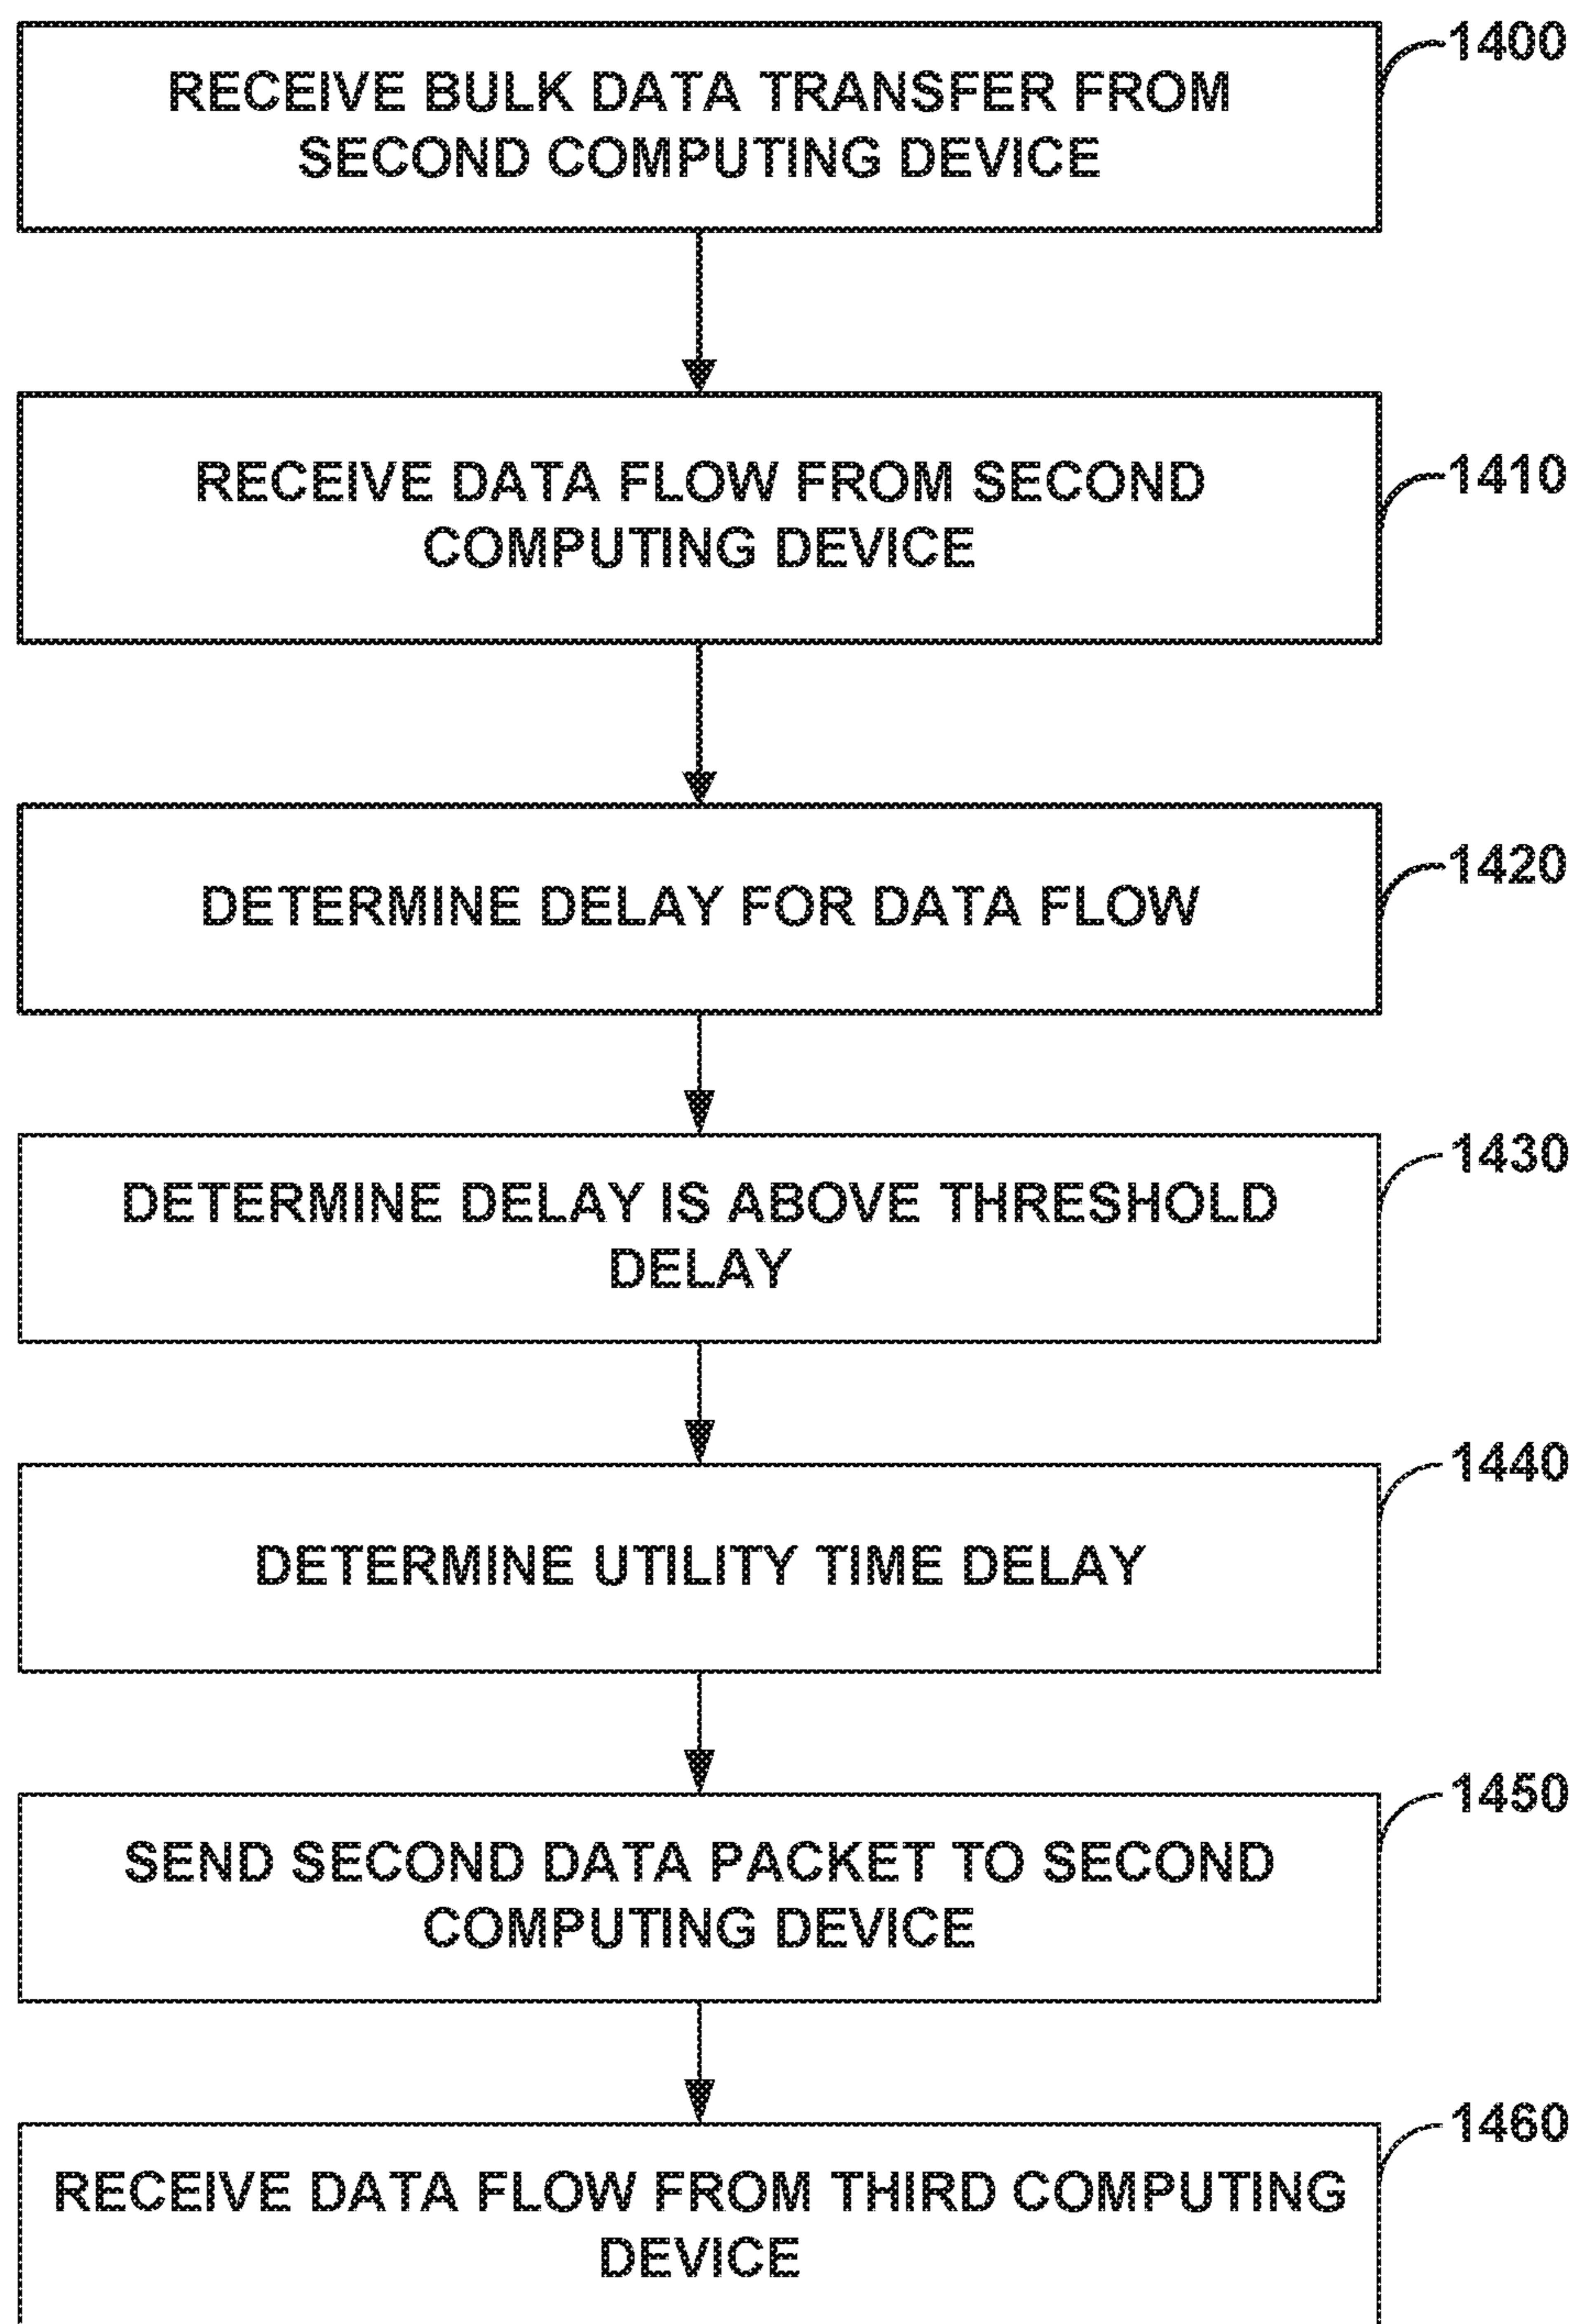 1400
RECEIVE BULK DATA TRANSFER FROM
SECOND COMPUTING DEVICE
1410
RECEIVE DATA FLOW FROM SECOND
COMPUTING DEVICE
1420
DETERMINE DELAY FOR DATA FLOW
1430
DETERMINE DELAY IS ABOVE THRESHOLD
DELAY
1440
DETERMINE UTILITY TIME DELAY
1450
SEND SECOND DATA PACKET TO SECOND
COMPUTING DEVICE
1460
RECEIVE DATA FLOW FROM THIRD COMPUTING
DEVICE